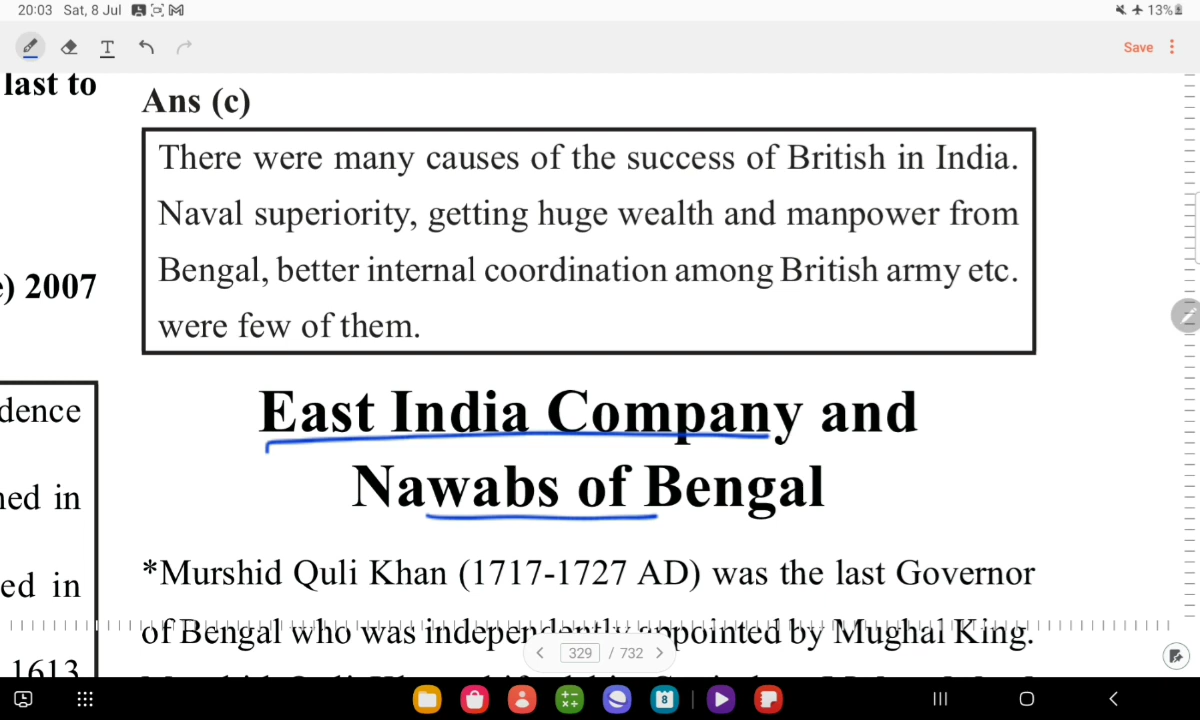 20:03 Sat, 8 Jul
13%
Save
last to
e) 2007
dence
ned in
ed in
1613
Ans (c)
There were many causes of the success of British in India.
Naval superiority, getting huge wealth and manpower from
Bengal, better internal coordination among British army etc.
were few of them.
East India Company and
Nawabs of Bengal
*Murshid Quli Khan (1717-1727 AD) was the last Governor
of Bengal who was independently appointed by Mughal King.
329 / 732
8